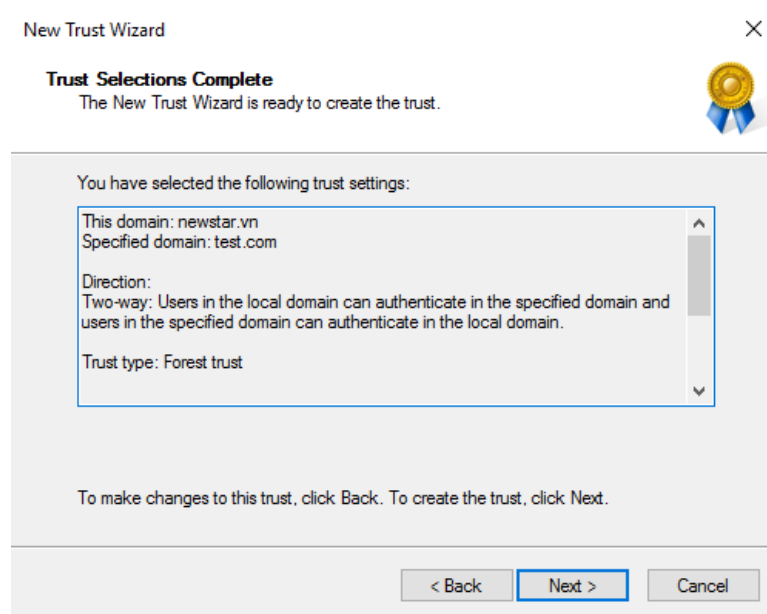 New Trust Wizard
Trust Selections Complete
The New Trust Wizard is ready to create the trust.
You have selected the following trust settings:
This domain: newstar.vn
Specified domain: test.com
Direction:
Two-way: Users in the local domain can authenticate in the specified domain and
users in the specified domain can authenticate in the local domain.
Trust type: Forest trust
To make changes to this trust, click Back. To create the trust, click Next.
< Back
Next >
Cancel